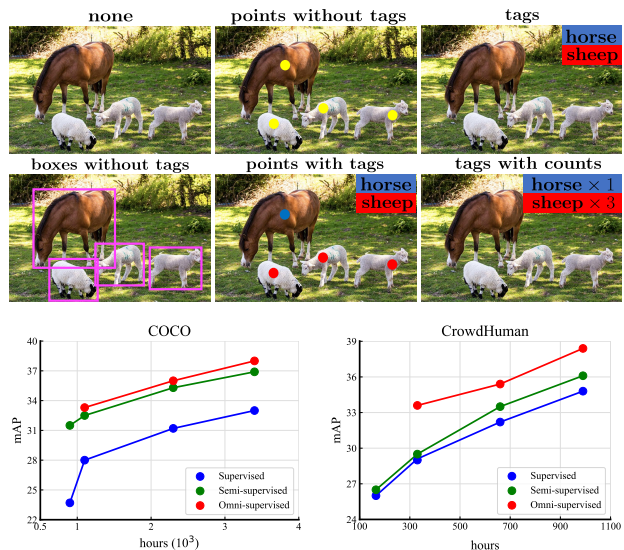 none
points without tags
tags
horse
sheep
boxes without tags
points with tags
tags with counts
horse
sheep
horse × 1
sheep × 3
COCO
mAP
40
37
34
31
28
25
22
0.5
1
2
3
4
hours (10³)
Supervised
Semi-supervised
Omni-supervised
CrowdHuman
mAP
39
36
33
30
27
24
100
300
500
700
900
1100
hours
Supervised
Semi-supervised
Omni-supervised